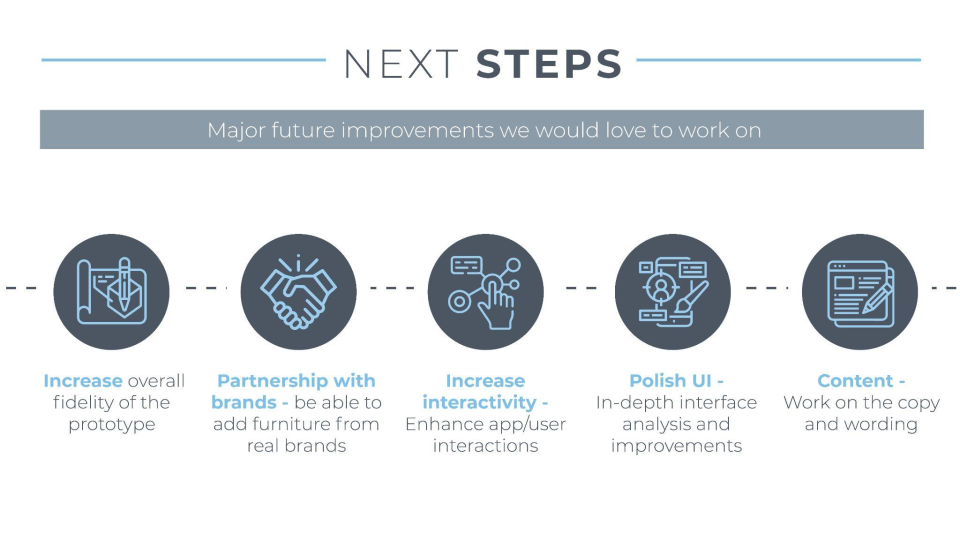 NEXT STEPS
Major future improvements we would love to work on
Increase overall
fidelity of the
prototype
Partnership with
brands - be able to
add furniture from
real brands
Increase
interactivity -
Enhance app/user
interactions
Polish UI -
In-depth interface
analysis and
improvements
Content -
Work on the copy
and wording